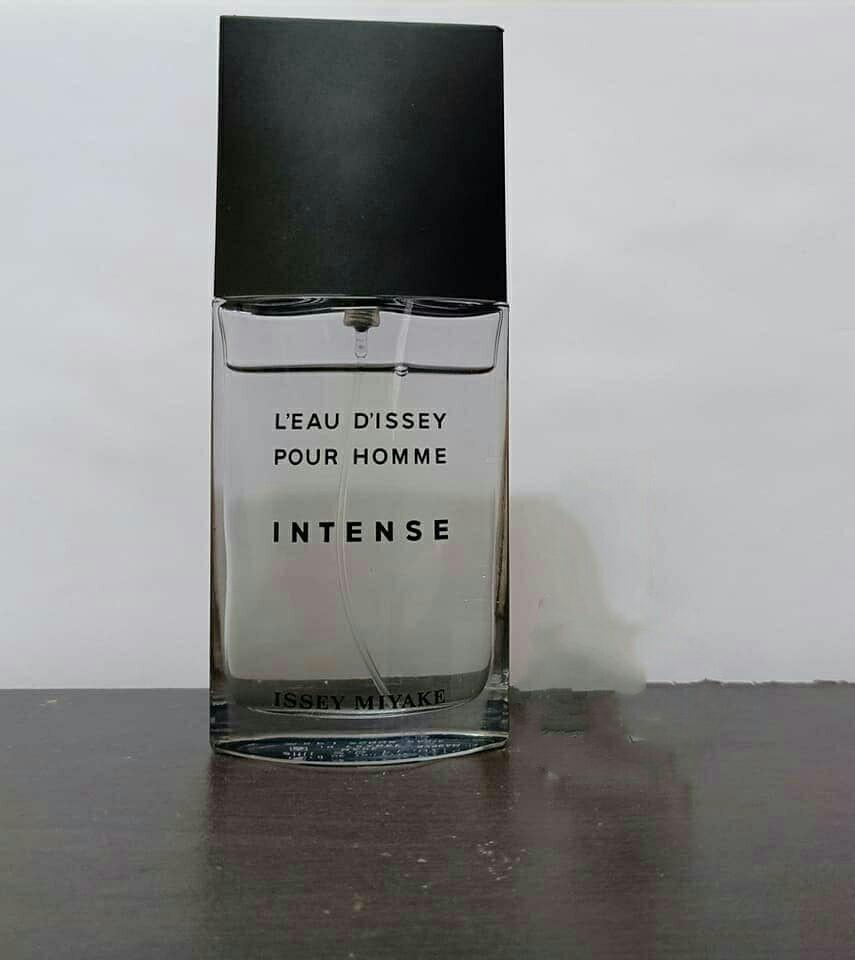 L'EAU D'ISSEY
POUR HOMME
INTENSE
ISSEY MIYAKE